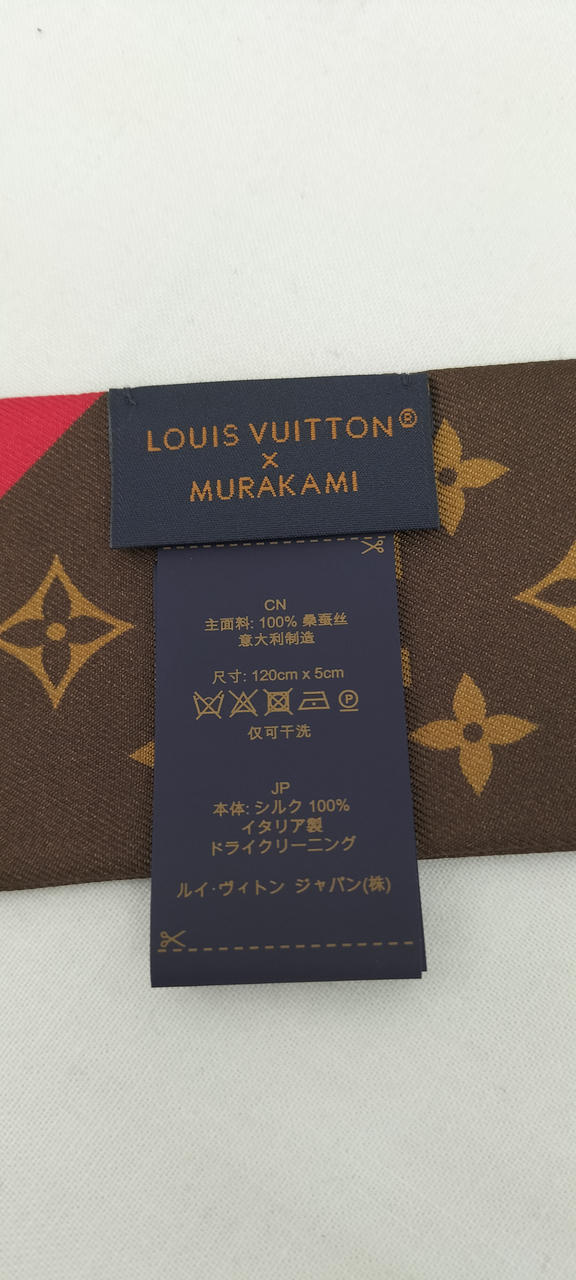 LOUIS VUITTON®
X
MURAKAMI
CN
主面料: 100% 桑蚕丝
意大利制造
尺寸: 120cm x 5cm
P
仅可干洗
JP
本体: シルク 100%
イタリア製
ドライクリーニング
ルイ·ヴィトン ジャパン(株)